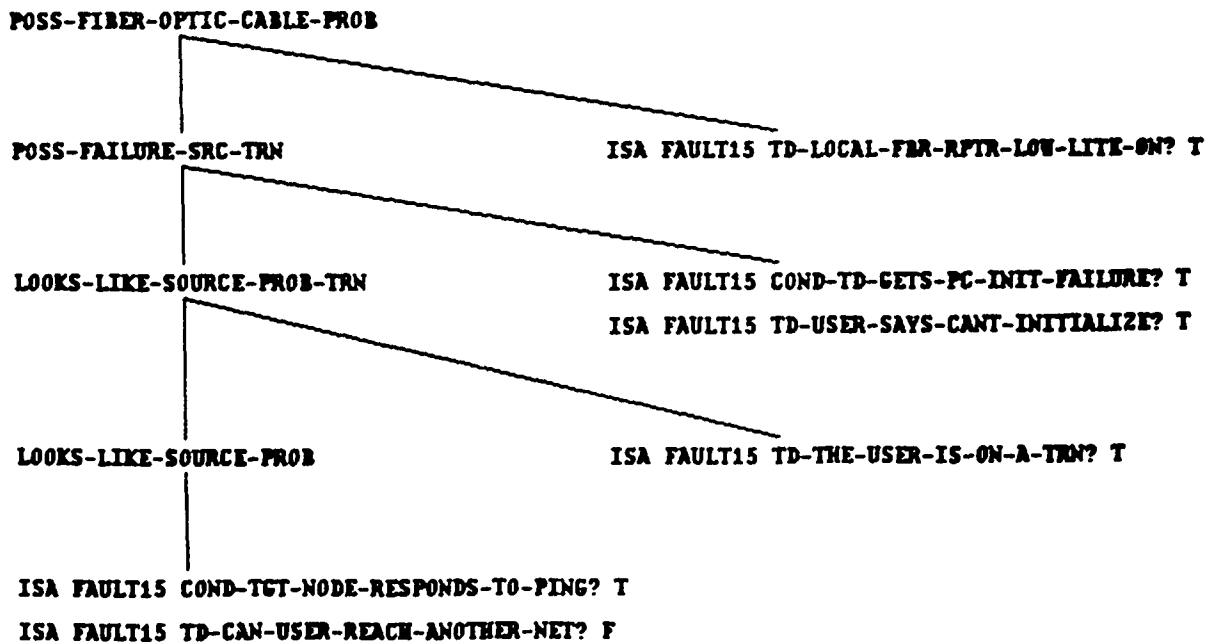 POSS-FIBER-OPTIC-CABLE-PROB
POSS-FAILURE-SRC-TRN
ISA FAULT15 TD-LOCAL-FBR-RPTR-LOW-LITE-ON? T
LOOKS-LIKE-SOURCE-PROB-TRN
ISA FAULT15 COND-TD-GETS-PC-INIT-FAILURE? T
ISA FAULT15 TD-USER-SAYS-CANT-INITIALIZE? T
LOOKS-LIKE-SOURCE-PROB
ISA FAULT15 TD-THE-USER-IS-ON-A-TRN? T
ISA FAULT15 COND-TGT-NODE-RESPONDS-TO-PING? T
ISA FAULT15 TD-CAN-USER-REACH-ANOTHER-NET? F